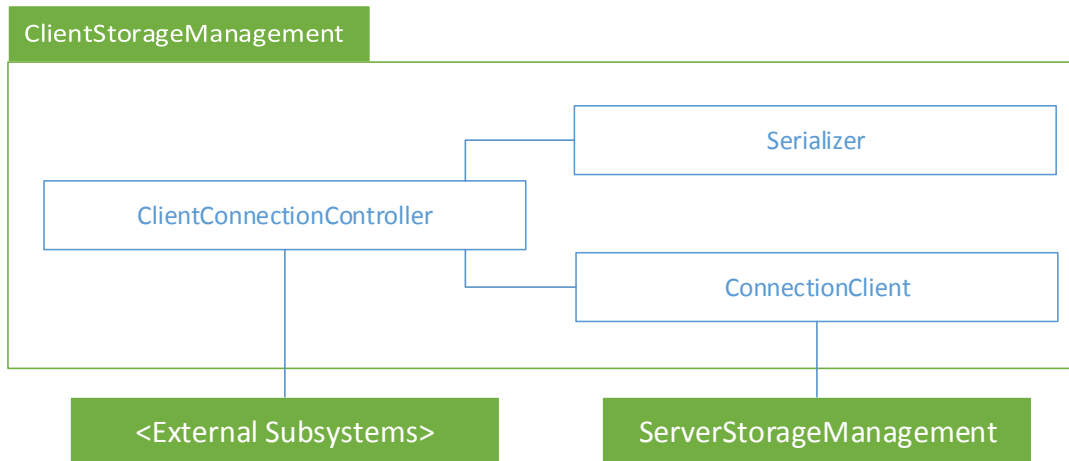 ClientStorageManagement
Serializer
ClientConnectionController
ConnectionClient
<External Subsystems>
ServerStorageManagement